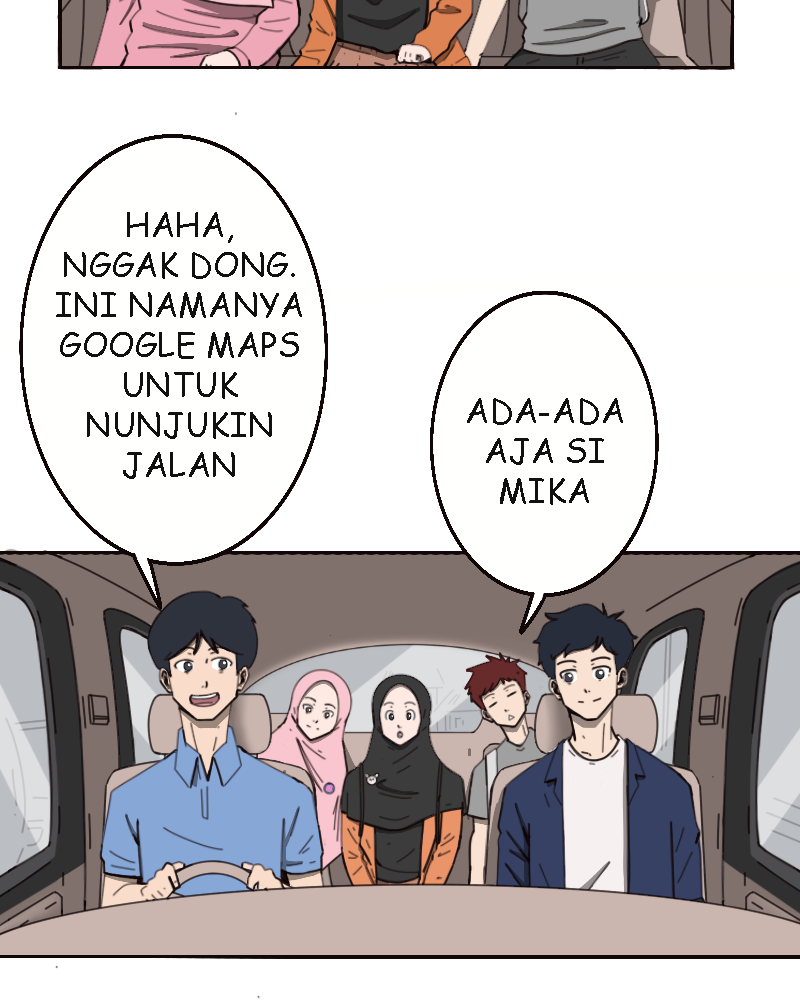 HAHA,
NGGAK DONG.
INI NAMANYA
GOOGLE MAPS
UNTUK
NUNJUKIN
JALAN
ADA-ADA
AJA SI
MIKA